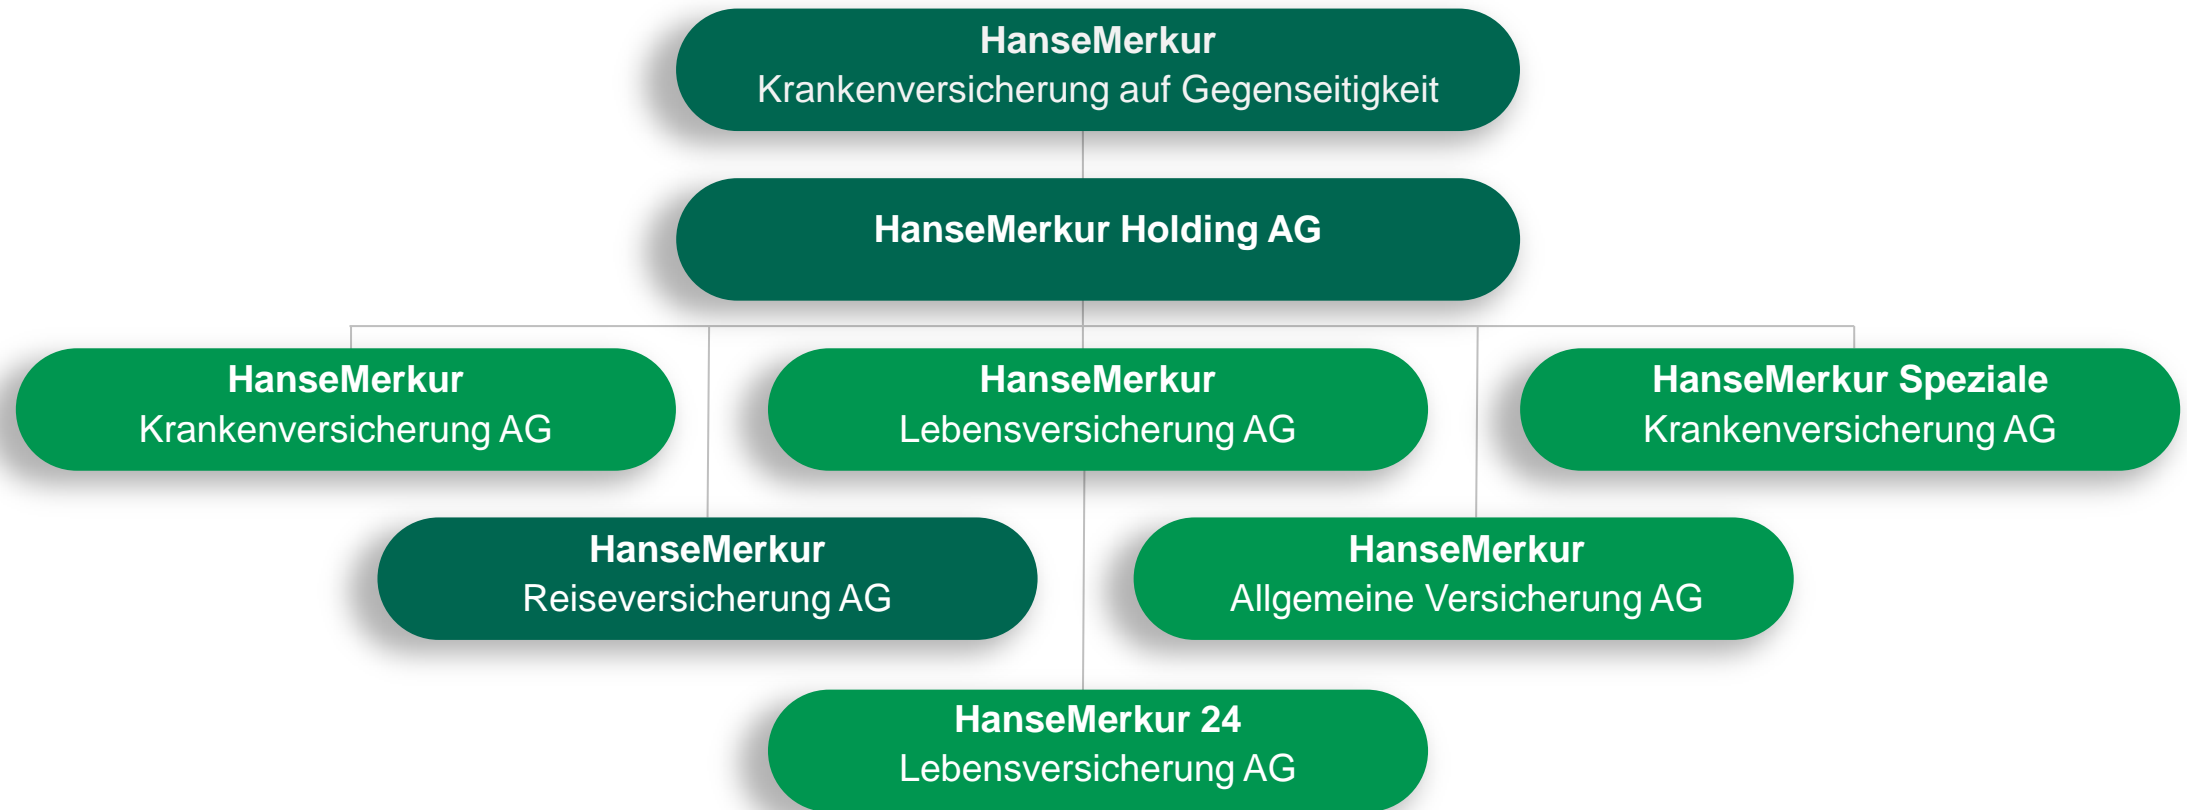 HanseMerkur
Krankenversicherung auf Gegenseitigkeit
HanseMerkur Holding AG
HanseMerkur
Krankenversicherung AG
HanseMerkur
Lebensversicherung AG
HanseMerkur Speziale
Krankenversicherung AG
HanseMerkur
Reiseversicherung AG
HanseMerkur
Allgemeine Versicherung AG
HanseMerkur 24
Lebensversicherung AG